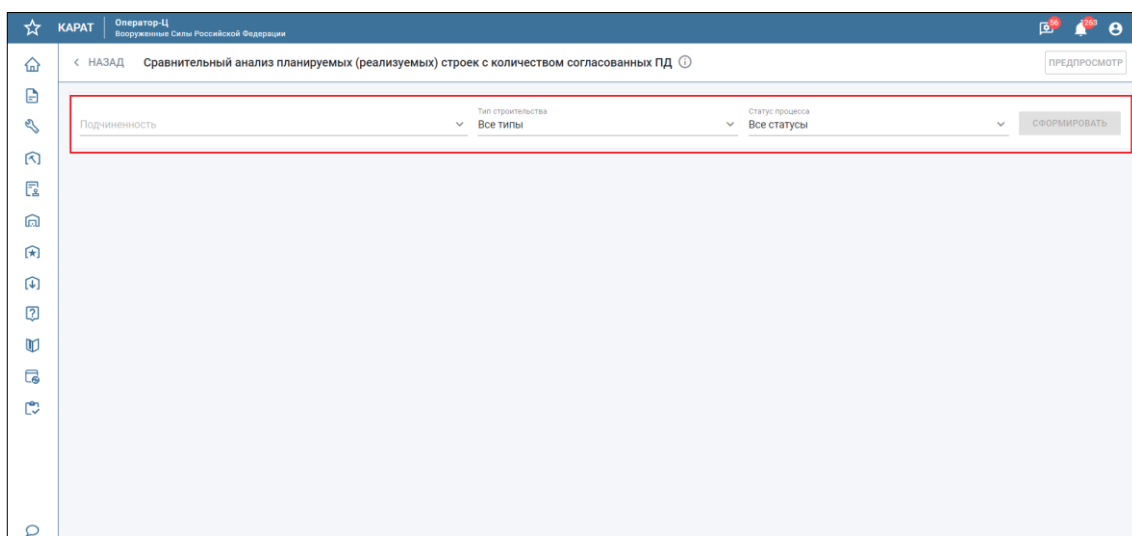 КАРАТ
Оператор-Ц
Вооруженные Силы Российской Федерации
56
263
НАЗАД
Сравнительный анализ планируемых (реализуемых) строек с количеством согласованных ПД
ПРЕДПРОСМОТР
Подчиненность
Тип строительства
Все типы
Статус процесса
Все статусы
СФОРМИРОВАТЬ